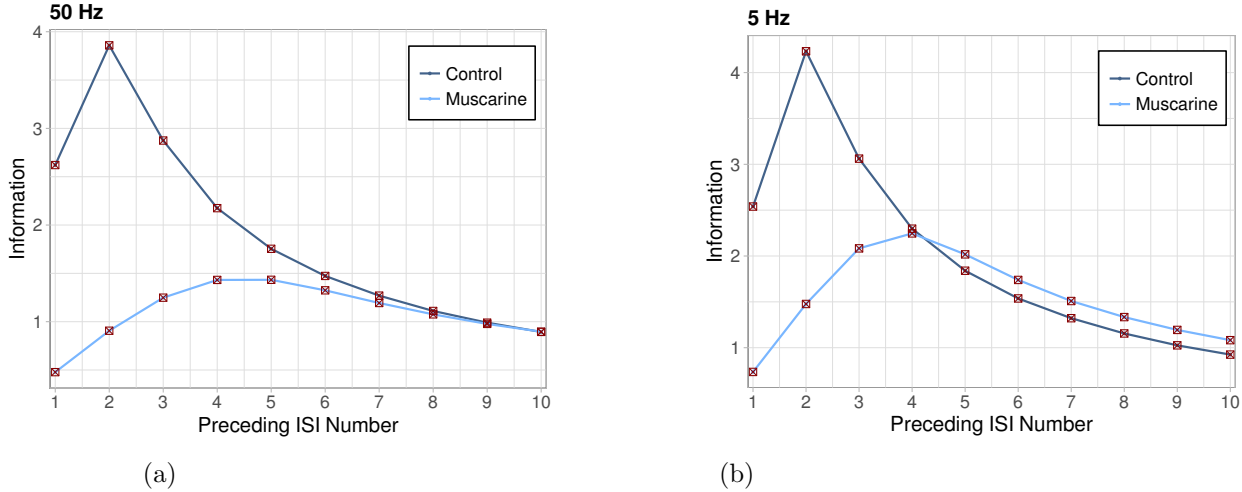 50 Hz
4
3
2
1
Information
Control
Muscarine
1 2 3 4 5 6 7 8 9 10
Preceding ISI Number
(a)
5 Hz
4
3
2
1
Information
Control
Muscarine
1 2 3 4 5 6 7 8 9 10
Preceding ISI Number
(b)